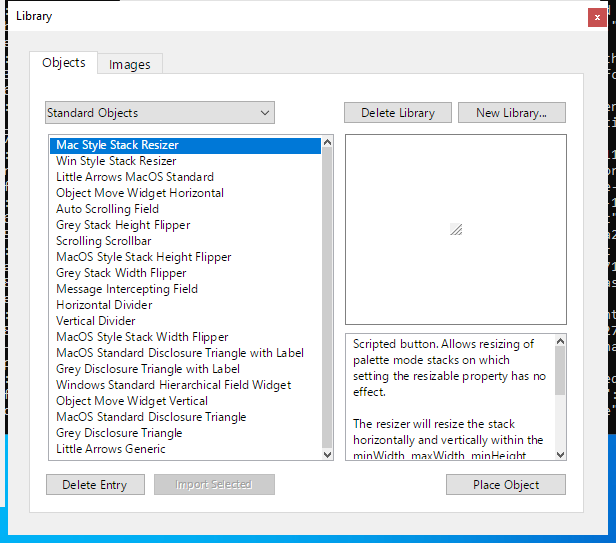 Library
x
Objects
Images
Standard Objects
Delete Library
New Library...
Mac Style Stack Resizer
Win Style Stack Resizer
Little Arrows MacOS Standard
Object Move Widget Horizontal
Auto Scrolling Field
Grey Stack Height Flipper
Scrolling Scrollbar
MacOS Style Stack Height Flipper
Grey Stack Width Flipper
Message Intercepting Field
Horizontal Divider
Vertical Divider
MacOS Style Stack Width Flipper
MacOS Standard Disclosure Triangle with Label
Grey Disclosure Triangle with Label
Windows Standard Hierarchical Field Widget
Object Move Widget Vertical
MacOS Standard Disclosure Triangle
Grey Disclosure Triangle
Little Arrows Generic
Scripted button. Allows resizing of
palette mode stacks on which
setting the resizable property has no
effect.
The resizer will resize the stack
horizontally and vertically within the
minWidth, maxWidth, minHeight
Delete Entry
Import Selected
Place Object